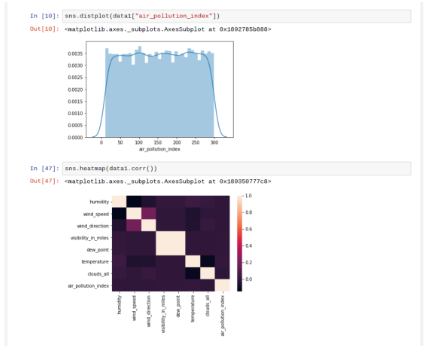 In [10]: sns.distplot(data1["air_pollution_index"])
Out[10]: <matplotlib.axes._subplots.AxesSubplot at 0x1892785b088>
0.0035
0.0030
0.0025
0.0020
0.0015
0.0010
0.0005
0.0000
0 50 100 150 200 250 300
air_pollution_index
In [47]: sns.heatmap(data1.corr())
Out[47]: <matplotlib.axes._subplots.AxesSubplot at 0x189350777c8>
humidity
wind_speed
wind_direction
visibility_in_miles
dew_point
temperature
clouds_all
air_pollution_index
humidity
wind_speed
wind_direction
visibility_in_miles
dew_point
temperature
clouds_all
air_pollution_index
1.0
0.8
0.6
0.4
0.2
0.0